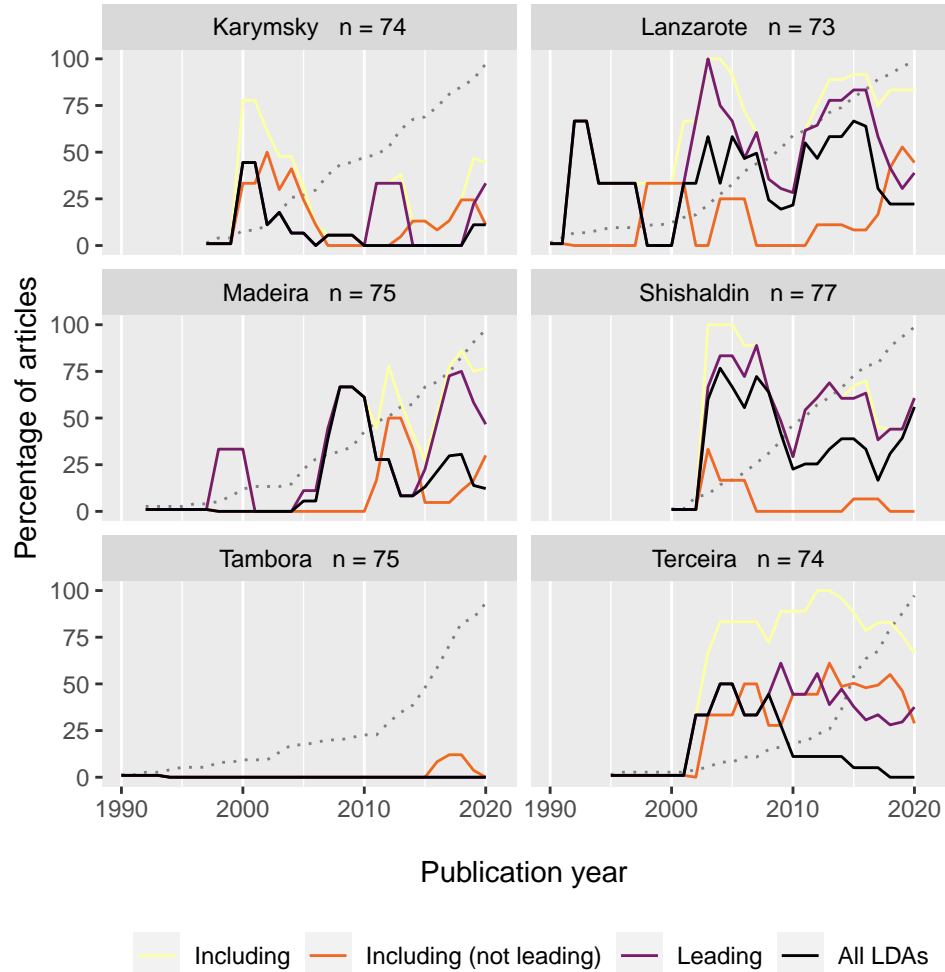 Karymsky n = 74
Lanzarote n = 73
100
75
50
25
0
Madeira n = 75
Shishaldin n = 77
100
75
50
25
0
Tambora n = 75
Terceira n = 74
100
75
50
25
0
1990 2000 2010 2020
1990 2000 2010 2020
Percentage of articles
Publication year
Including
Including (not leading)
Leading
All LDAs